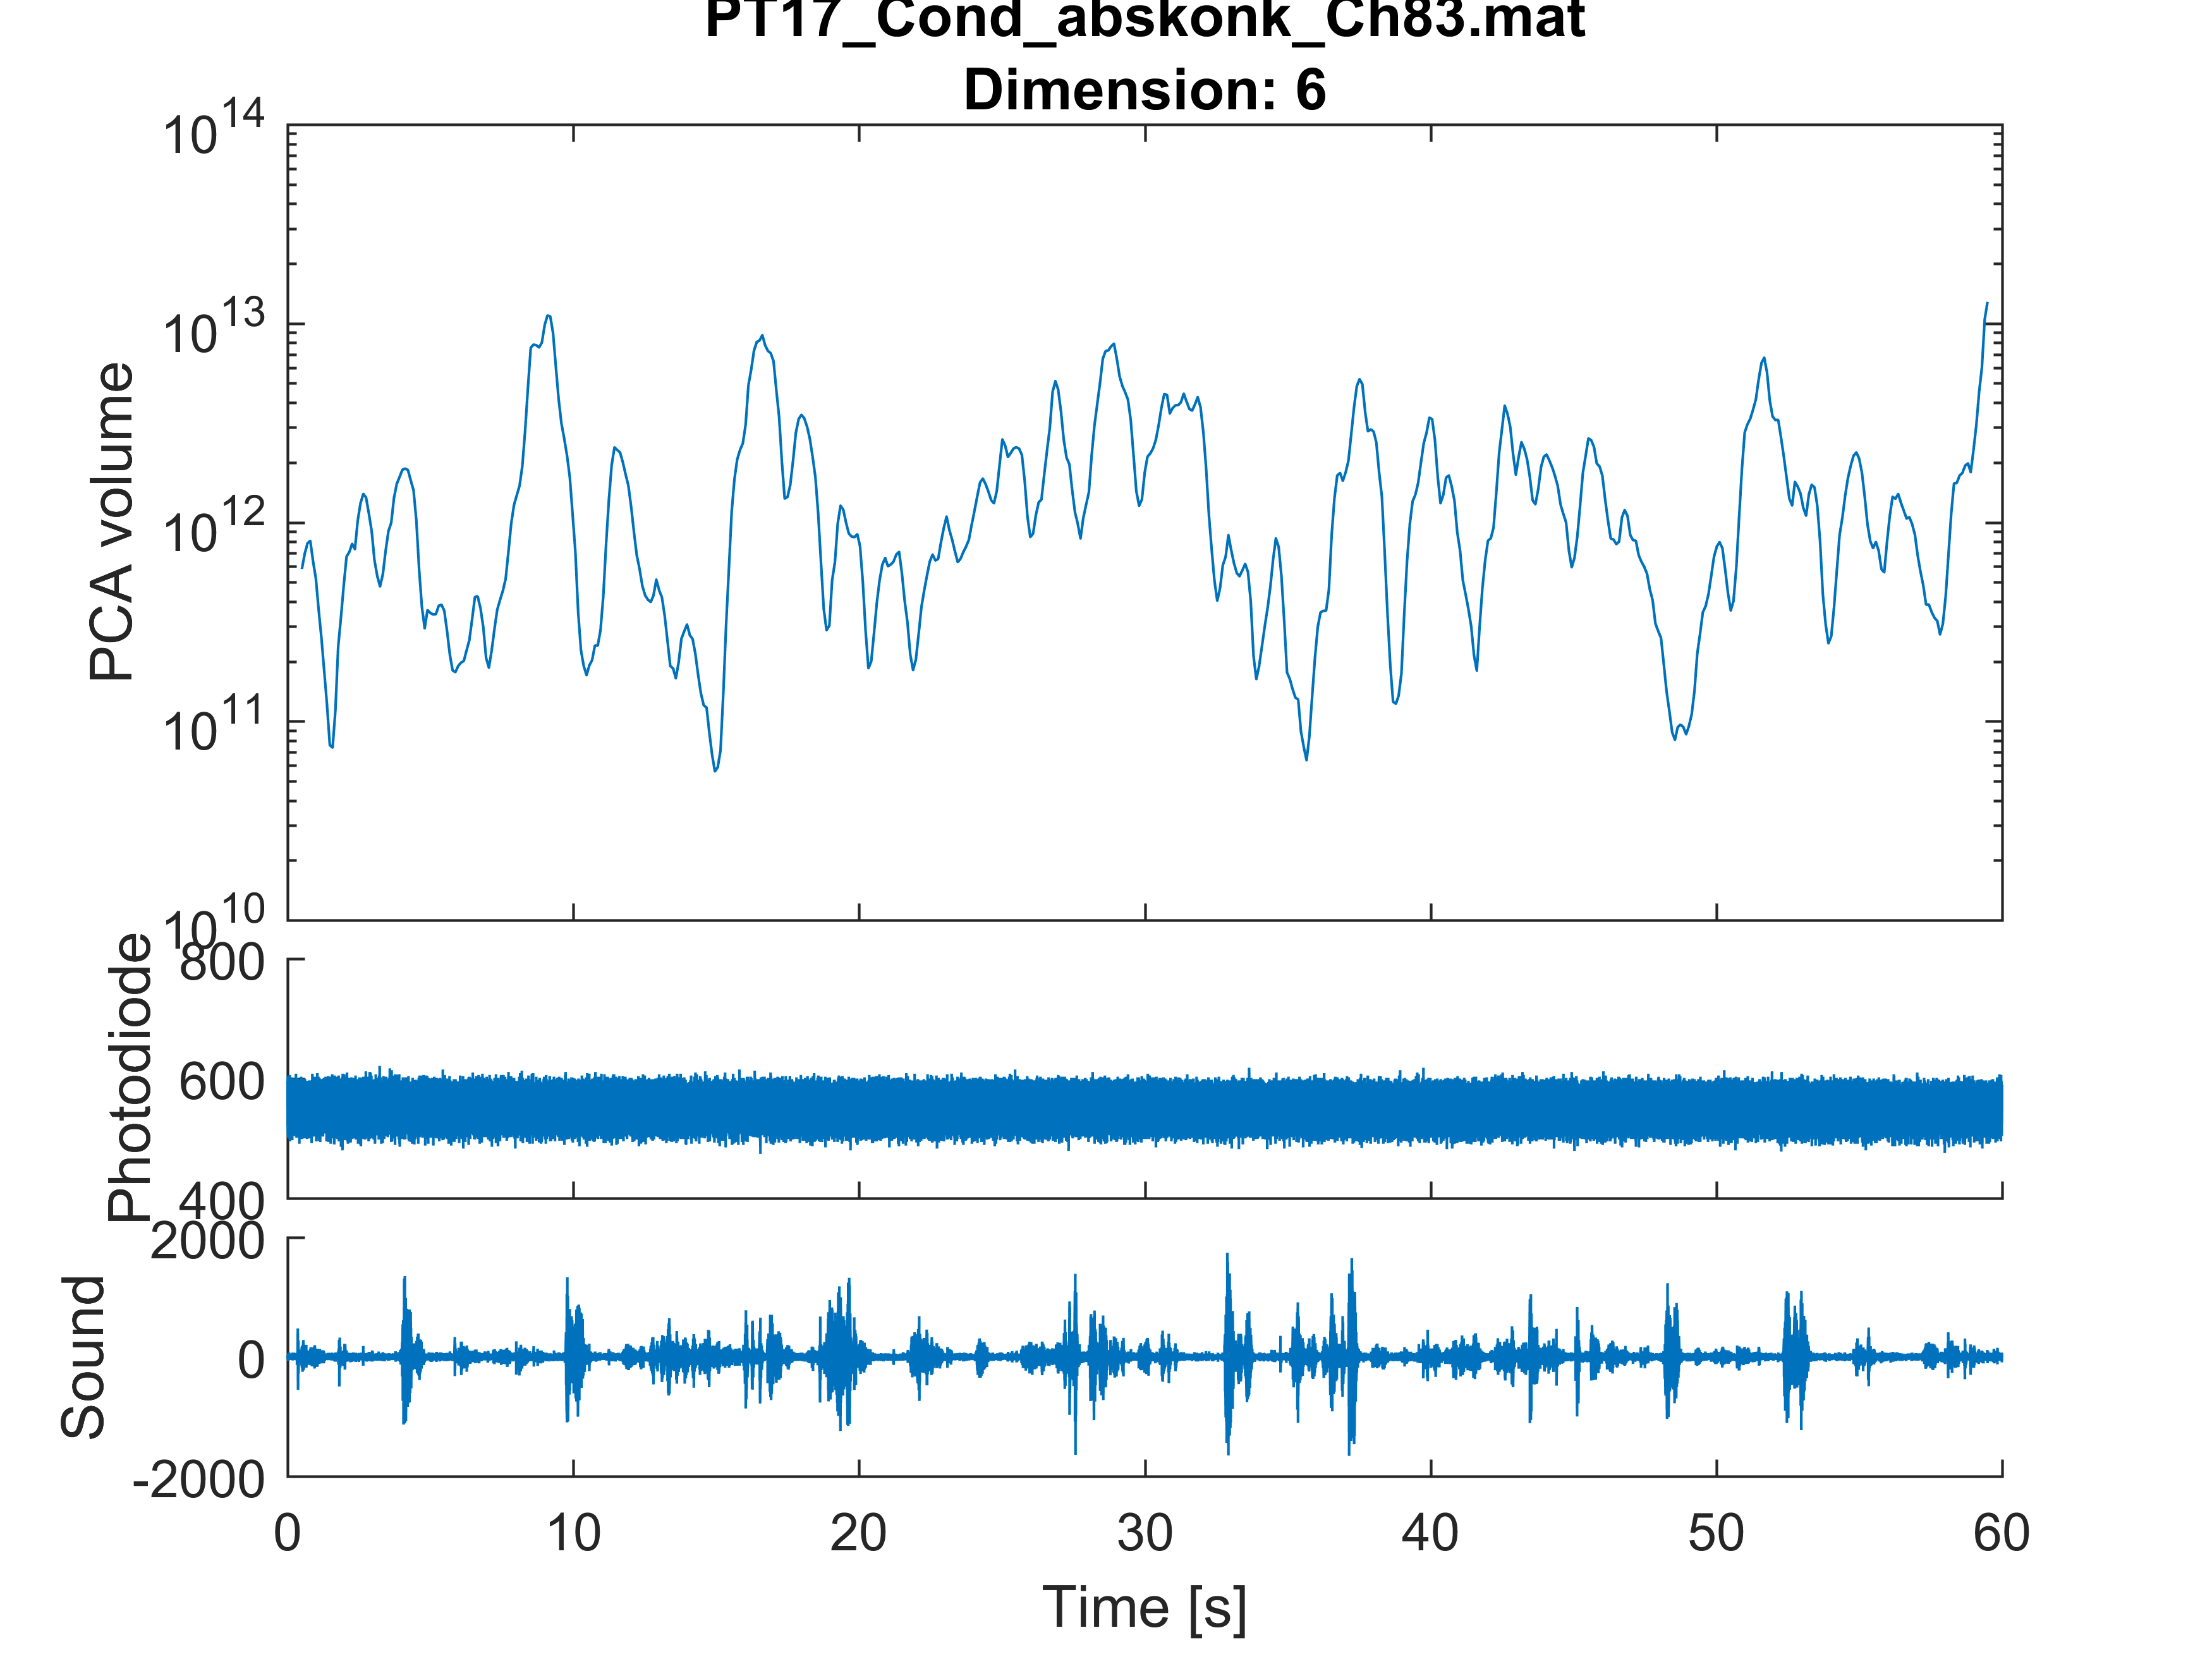 PT17_Cond_abskonk_Ch83.mat
Dimension: 6
PCA volume
10^14
10^13
10^12
10^11
10^10
Photodiode
800
600
400
Sound
2000
0
-2000
0 10 20 30 40 50 60
Time [s]